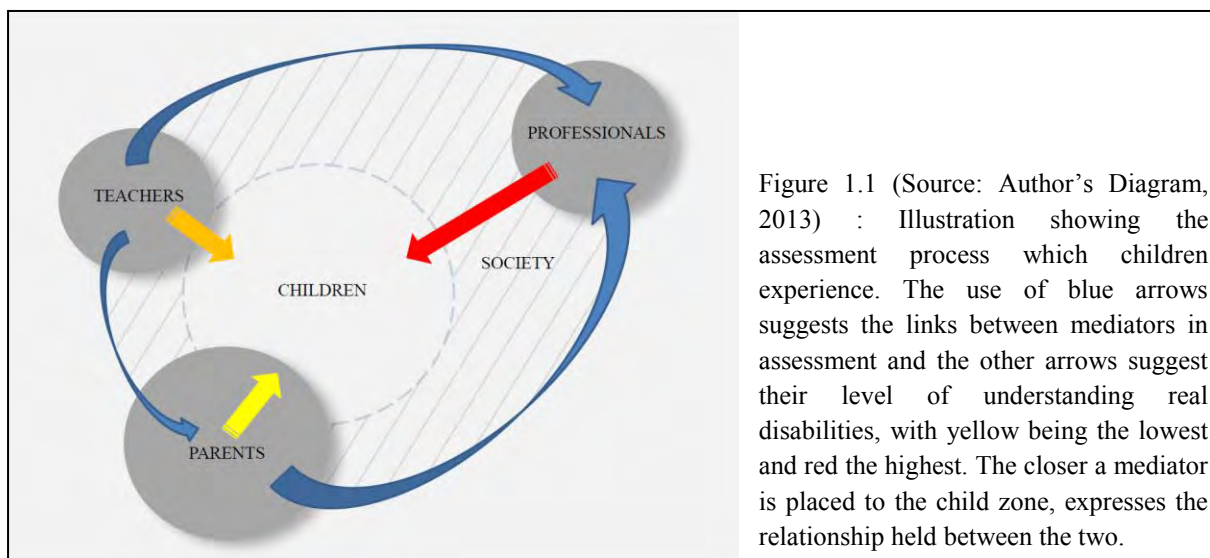 PROFESSIONALS
TEACHERS
SOCIETY
CHILDREN
PARENTS
Figure 1.1 (Source: Author’s Diagram,
2013) : Illustration showing the
assessment process which children
experience. The use of blue arrows
suggests the links between mediators in
assessment and the other arrows suggest
their level of understanding real
disabilities, with yellow being the lowest
and red the highest. The closer a mediator
is placed to the child zone, expresses the
relationship held between the two.